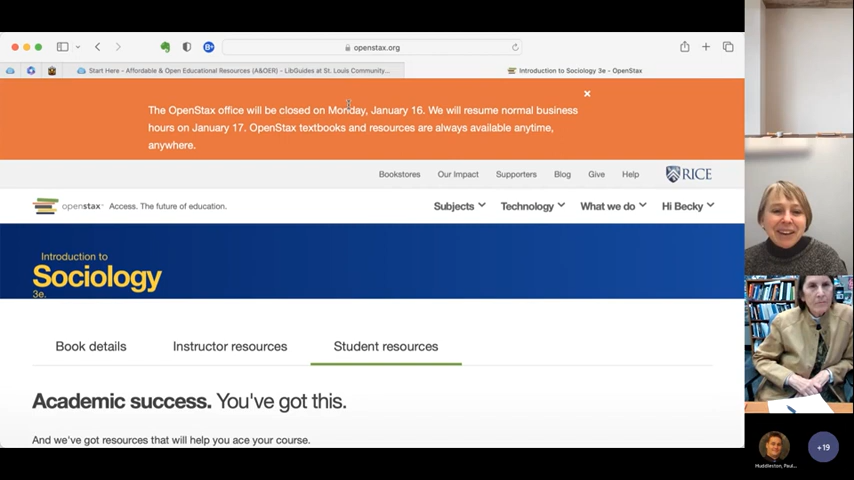 openstax.org
Start Here - Affordable & Open Educational Resources (A&OER) - LibGuides at St. Louis Community...
Introduction to Sociology 3e - OpenStax
The OpenStax office will be closed on Monday, January 16. We will resume normal business
hours on January 17. OpenStax textbooks and resources are always available anytime,
anywhere.
Bookstores Our Impact Supporters Blog Give Help RICE
openstax Access. The future of education.
Subjects Technology What we do Hi Becky
Introduction to
Sociology
3e.
Book details Instructor resources Student resources
Academic success. You've got this.
And we've got resources that will help you ace your course.
Muddleston, Paul...
+19